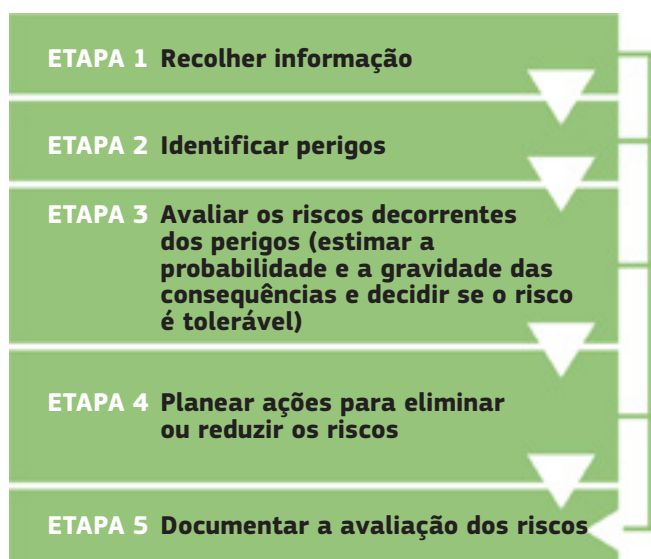 ETAPA 1 Recolher informação
ETAPA 2 Identificar perigos
ETAPA 3 Avaliar os riscos decorrentes
dos perigos (estimar a
probabilidade e a gravidade das
consequências e decidir se o risco
é tolerável)
ETAPA 4 Planear ações para eliminar
ou reduzir os riscos
ETAPA 5 Documentar a avaliação dos riscos